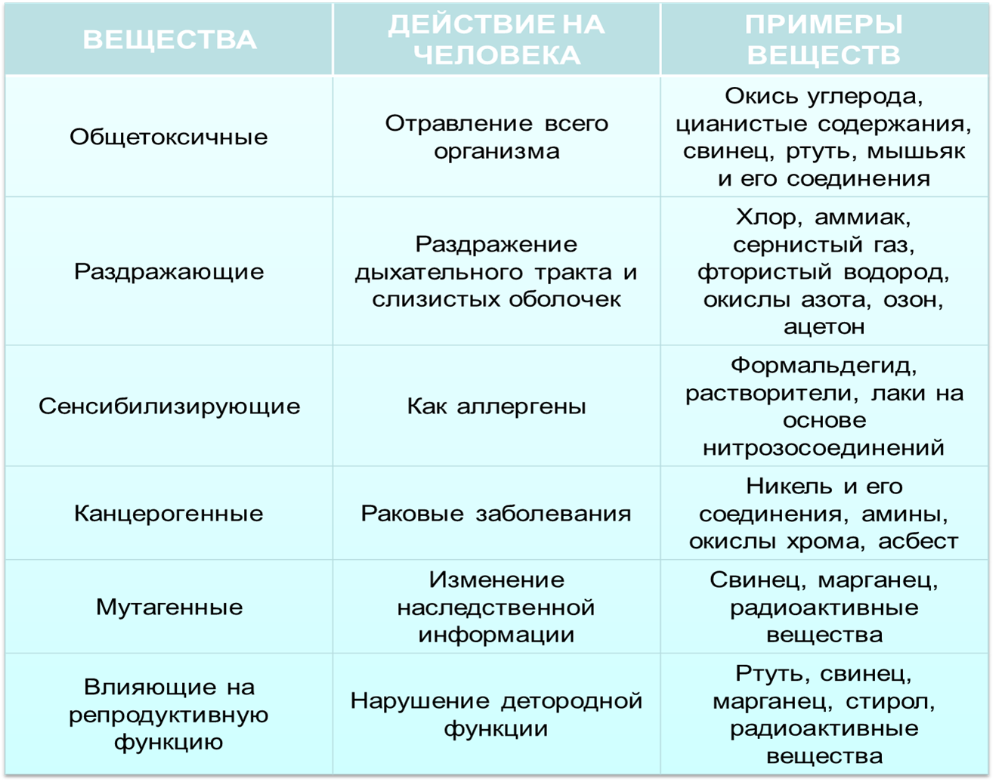 ВЕЩЕСТВА
ДЕЙСТВИЕ НА
ЧЕЛОВЕКА
ПРИМЕРЫ
ВЕЩЕСТВ
Общетоксичные
Отравление всего
организма
Окись углерода,
цианистые содержания,
свинец, ртуть, мышьяк
и его соединения
Раздражающие
Раздражение
дыхательного тракта и
слизистых оболочек
Хлор, аммиак,
сернистый газ,
фтористый водород,
окислы азота, озон,
ацетон
Сенсибилизирующие
Как аллергены
Формальдегид,
растворители, лаки на
основе
нитрозосоединений
Канцерогенные
Раковые заболевания
Никель и его
соединения, амины,
окислы хрома, асбест
Мутагенные
Изменение
наследственной
информации
Свинец, марганец,
радиоактивные
вещества
Влияющие на
репродуктивную
функцию
Нарушение детородной
функции
Ртуть, свинец,
марганец, стирол,
радиоактивные
вещества